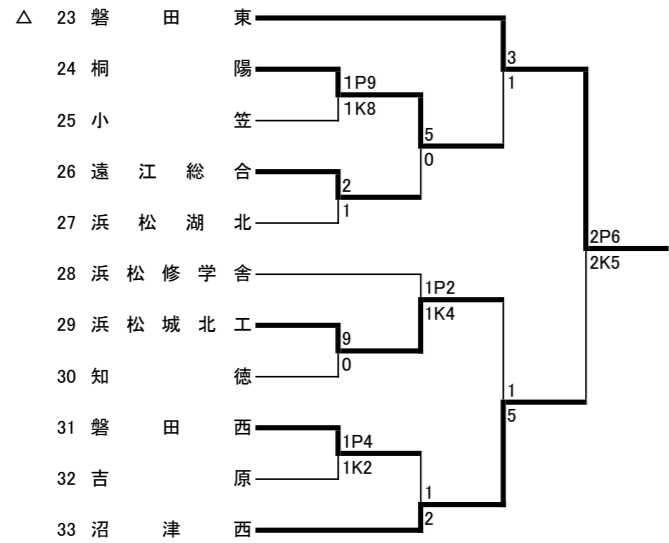 △ 23 磐田東
24 桐陽
25 小笠
26 遠江総合
27 浜松湖北
28 浜松修学舎
29 浜松城北工
30 知徳
31 磐田西
32 吉原
33 沼津西
1P9
1K8
2
1
9
0
1P4
1K2
5
0
1P2
1K4
1
2
3
1
1
5
2P6
2K5